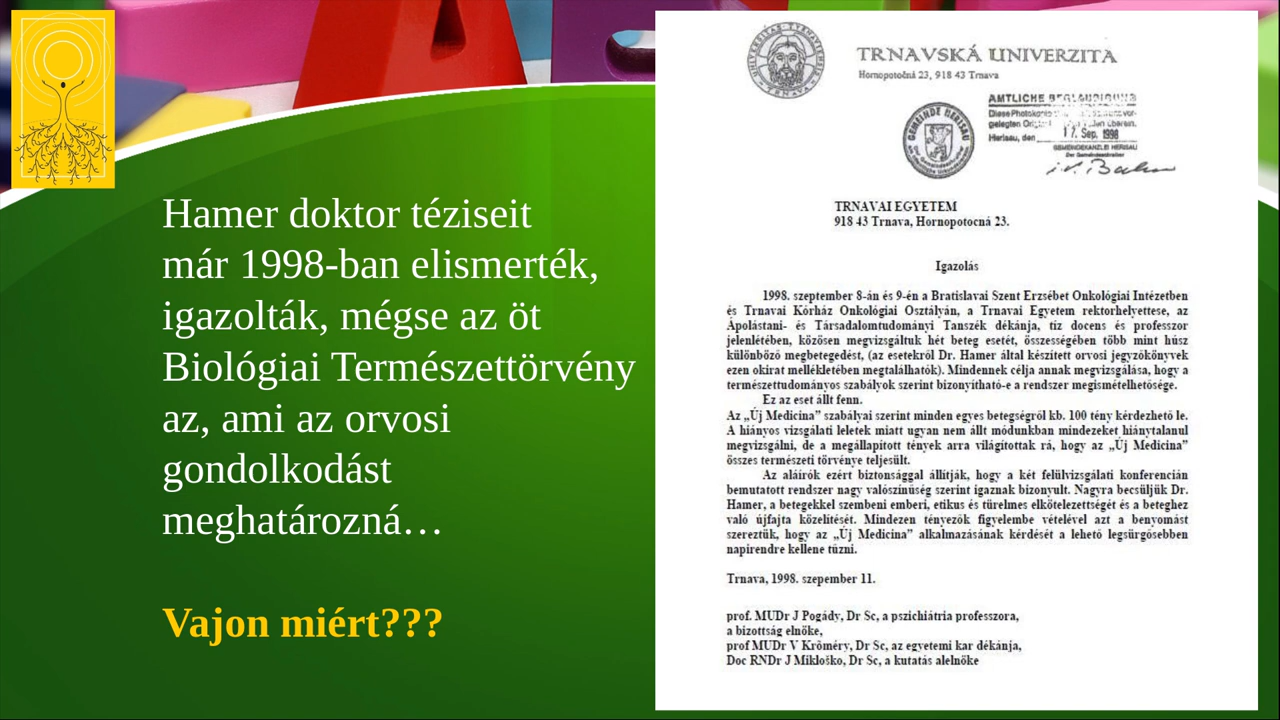 Hamer doktor téziseit
már 1998-ban elismerték,
igazolták, mégse az öt
Biológiai Természettörvény
az, ami az orvosi
gondolkodást
meghatározná…
Vajon miért???
TRNAVSKÁ UNIVERZITA
Hornopotočná 23, 918 43 Trnava
AMTLICHE BEGLAUBIGUNG
Diese Photokopie vor-
gelegten überein.
Herisau, den 17. Sep. 1998
GEMEINDEKANZLEI HERISAU
Der Gemeindeschreiber
GEMEINDE HERISAU
TRNAVAI EGYETEM
918 43 Trnava, Hornopotocná 23.
Igazolás
1998. szeptember 8-án és 9-én a Bratislavai Szent Erzsébet Onkológiai Intézetben
és Trnavai Kórház Onkológiai Osztályán, a Trnavai Egyetem rektorhelyettese, az
Ápolástani- és Társadalomtudományi Tanszék dékánja, tíz docens és professzor
jelenlétében, közösen megvizsgáltuk hét beteg esetét, összességében több mint húsz
különböző megbetegedést, (az esetekről Dr. Hamer által készített orvosi jegyzőkönyvek
ezen okirat mellékletében megtalálhatók). Mindennek célja annak megvizsgálása, hogy a
természettudományos szabályok szerint bizonyítható-e a rendszer megismételhetősége.
Ez az eset állt fenn.
Az „Új Medicina” szabályai szerint minden egyes betegségről kb. 100 tény kérdezhető le.
A hiányos vizsgálati leletek miatt ugyan nem állt módunkban mindezeket hiánytalanul
megvizsgálni, de a megállapított tények arra világítottak rá, hogy az „Új Medicina”
összes természeti törvénye teljesült.
Az aláírók ezért biztonsággal állítják, hogy a két felülvizsgálati konferencián
bemutatott rendszer nagy valószínűség szerint igaznak bizonyult. Nagyra becsüljük Dr.
Hamer, a betegekkel szembeni emberi, etikus és türelmes elkötelezettségét és a beteghez
való újfajta közelítését. Mindezen tényezők figyelembe vételével azt a benyomást
szereztük, hogy az „Új Medicina” alkalmazásának kérdését a lehető legsürgősebben
napirendre kellene tűzni.
Trnava, 1998. szepember 11.
prof. MUDr J Pogády, Dr Sc, a pszichiátria professzora,
a bizottság elnöke,
prof MUDr V Krčméry, Dr Sc, az egyetemi kar dékánja,
Doc RNDr J Mikloško, Dr Sc, a kutatás alelnöke